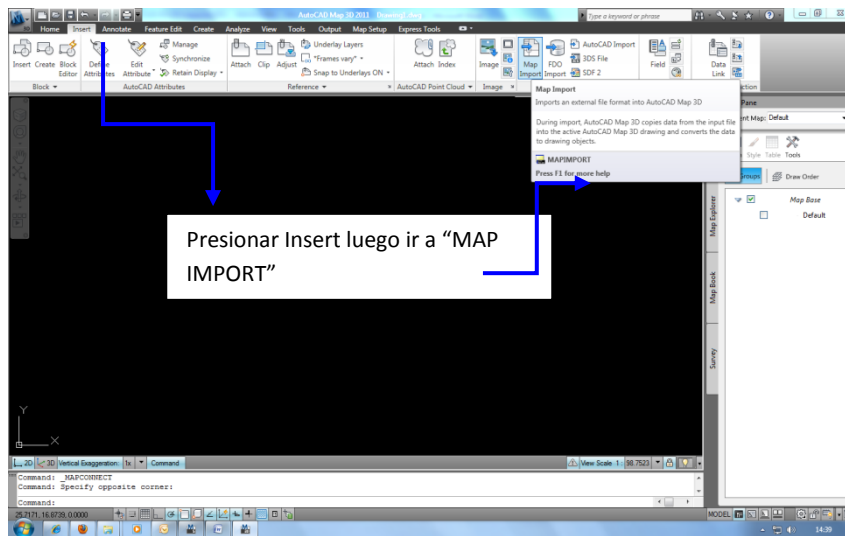 AutoCAD Map 3D 2011 Drawing1.dwg
Type a keyword or phrase
Home Insert Annotate Feature Edit Create Analyze View Tools Output Map Setup Express Tools
Insert Create Block Editor
Define Attributes
Edit Attribute
Manage
Synchronize
Retain Display
Attach Clip Adjust
Underlay Layers
"Frames vary"
Snap to Underlays ON
Attach Index
Image
Map Import
FDO Import
AutoCAD Import
3DS File
SDF 2
Field
Data Link
Block
AutoCAD Attributes
Reference
AutoCAD Point Cloud
Image
Map Import
Imports an external file format into AutoCAD Map 3D
During import, AutoCAD Map 3D copies data from the input file
into the active AutoCAD Map 3D drawing and converts the data
to drawing objects.
MAPIMPORT
Press F1 for more help
Pane
Map: Default
Style Table Tools
Groups Draw Order
Map Base
Default
Map Explorer
Map Book
Survey
Presionar Insert luego ir a “MAP
IMPORT”
Y
X
2D 3D Vertical Exaggeration: 1x Command
View Scale 1 : 98.7523
Command: _MAPCONNECT
Command: Specify opposite corner:
Command:
25.7171, 16.8739, 0.0000
MODEL
14:39